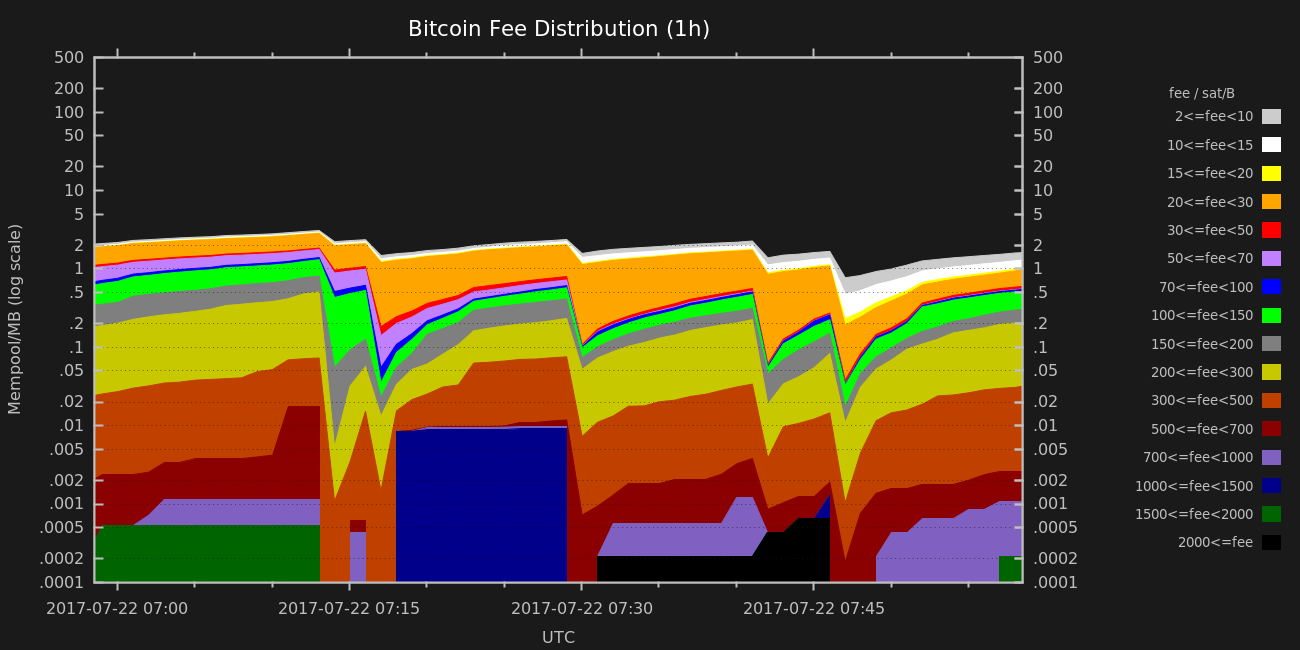 Bitcoin Fee Distribution (1h)
500 500
200 200
100 100
50 50
20 20
10 10
5 5
2 2
1 1
.5 .5
.2 .2
.1 .1
.05 .05
.02 .02
.01 .01
.005 .005
.002 .002
.001 .001
.0005 .0005
.0002 .0002
.0001 .0001
Mempool/MB (log scale)
2017-07-22 07:00 2017-07-22 07:15 2017-07-22 07:30 2017-07-22 07:45
UTC
fee / sat/B
2<=fee<10
10<=fee<15
15<=fee<20
20<=fee<30
30<=fee<50
50<=fee<70
70<=fee<100
100<=fee<150
150<=fee<200
200<=fee<300
300<=fee<500
500<=fee<700
700<=fee<1000
1000<=fee<1500
1500<=fee<2000
2000<=fee